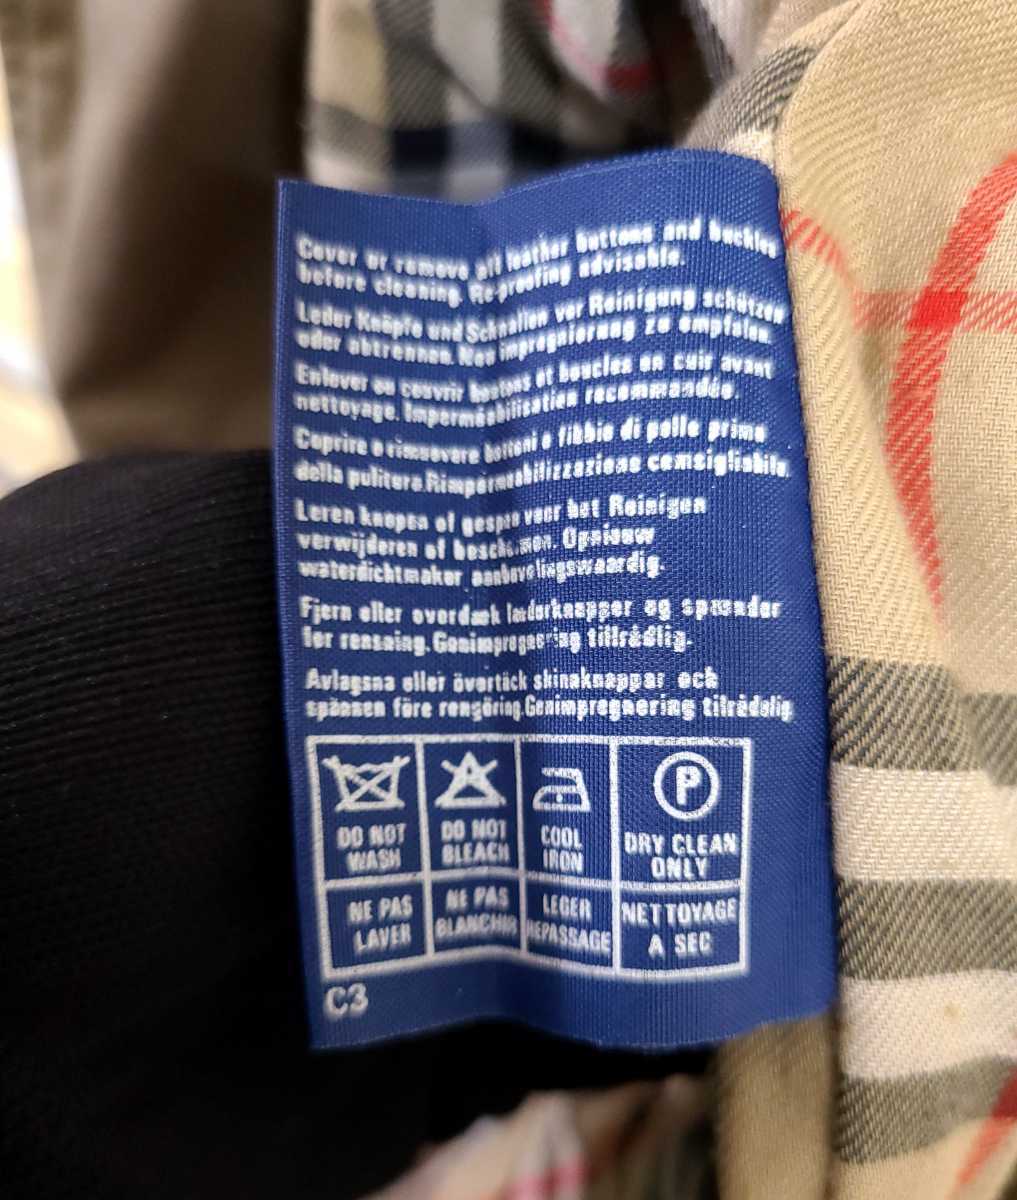 Cover or remove all leather buttons and buckles
before cleaning. Re-proofing advisable.
Leder Knöpfe und Schnallen vor Reinigung schützen
oder abtrennen. Neu impregnierung zu empfalen.
Enlever ou couvrir boutons et boucles en cuir avant
nettoyage. Imperméabilisation recommandée.
Coprire o rimuovere bottoni e fibbie di pelle prima
della pulitura. Rimpermeabilizzazione consigliabile.
Leren knopen of gespen voor het Reinigen
verwijderen of beschermen. Opnieuw
waterdichtmaken aanbevelingswaardig.
Fjern eller overdæk læderknapper og spænder
før rensning. Genimprægnering tilrådlig.
Avlägsna eller övertäck skinnknappar och
spännen före rengöring. Genimpregnering tillrådelig
DO NOT
WASH
DO NOT
BLEACH
COOL
IRON
P
DRY CLEAN
ONLY
NE PAS
LAVER
NE PAS
BLANCHIR
LEGER
REPASSAGE
NETTOYAGE
A SEC
C3